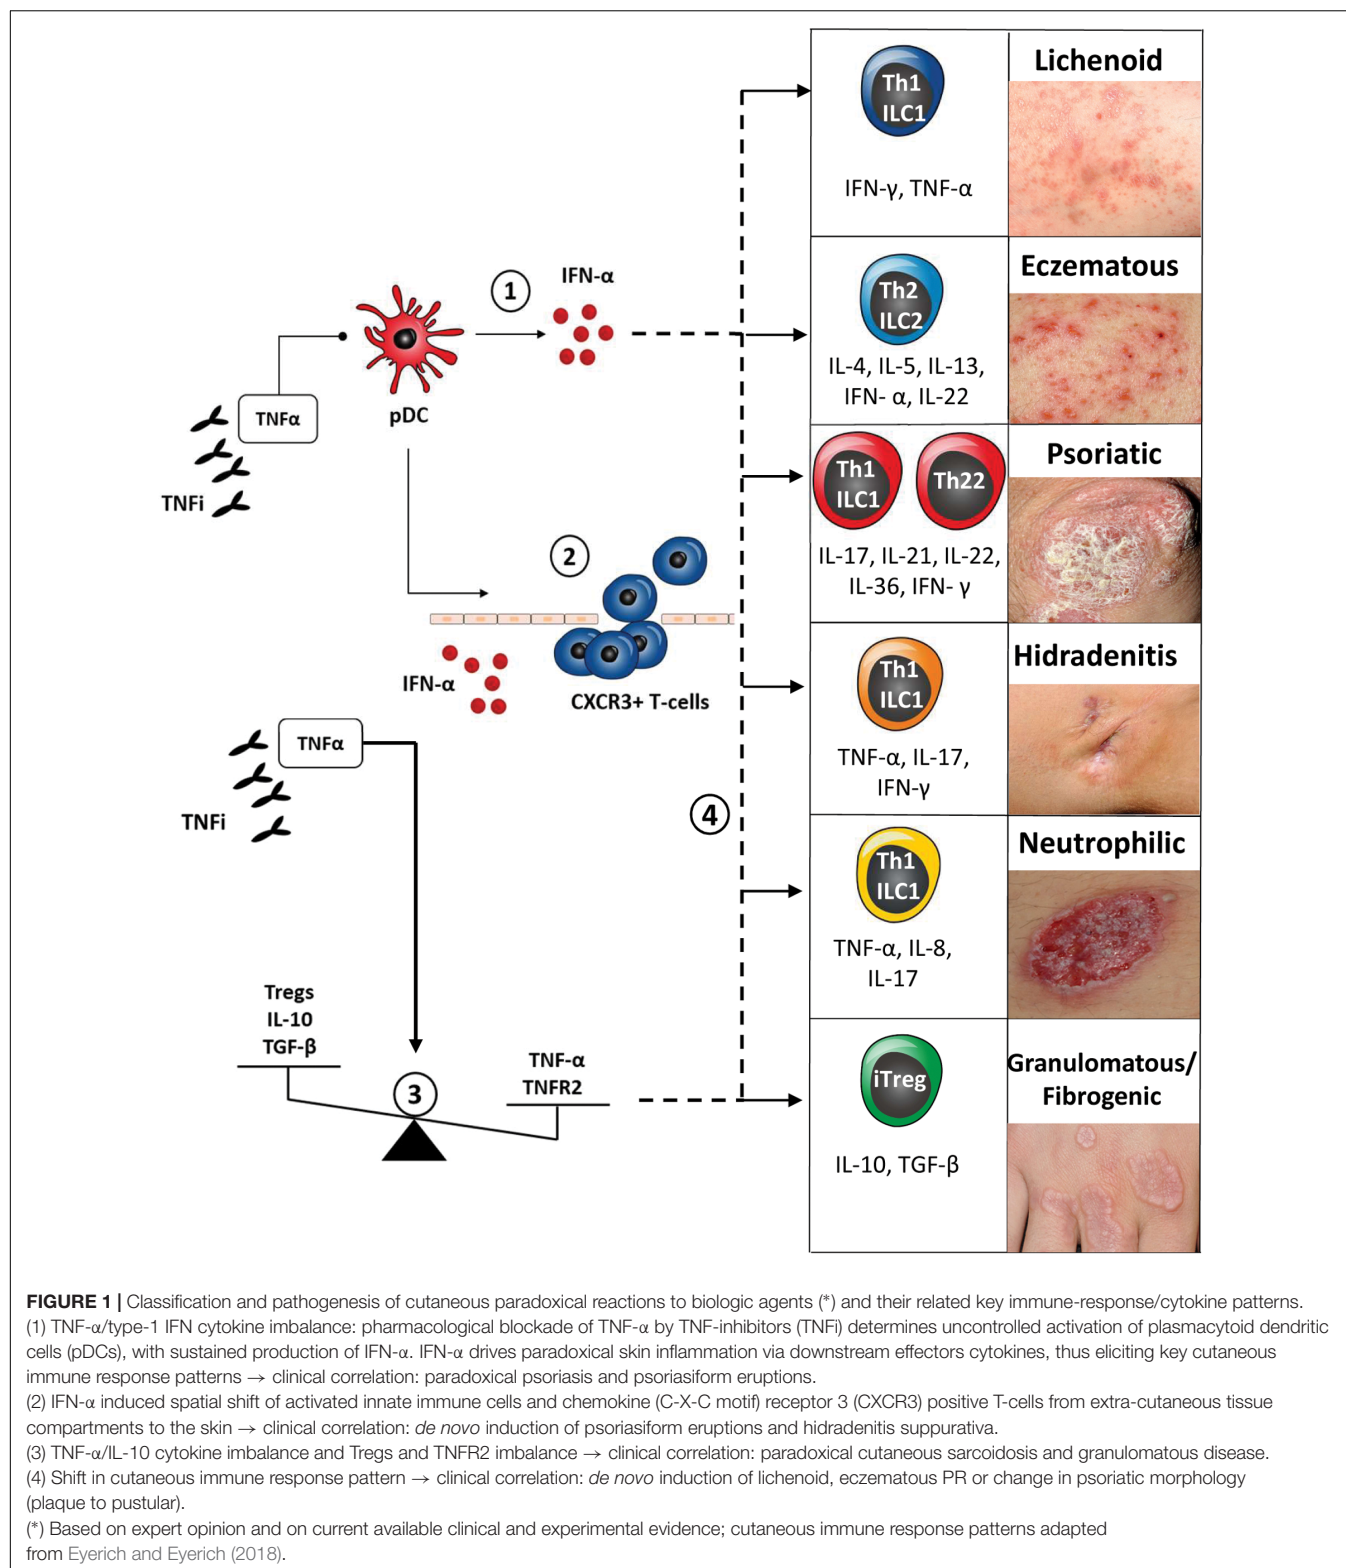 Th1
ILC1
IFN-γ, TNF-α
Lichenoid
Th2
ILC2
IL-4, IL-5, IL-13,
IFN- α, IL-22
Eczematous
Th1
ILC1
Th22
IL-17, IL-21, IL-22,
IL-36, IFN- γ
Psoriatic
Th1
ILC1
TNF-α, IL-17,
IFN-γ
Hidradenitis
Th1
ILC1
TNF-α, IL-8,
IL-17
Neutrophilic
iTreg
IL-10, TGF-β
Granulomatous/
Fibrogenic
1
IFN-α
TNFα
pDC
TNFi
2
IFN-α
CXCR3+ T-cells
TNFα
TNFi
4
Tregs
IL-10
TGF-β
3
TNF-α
TNFR2
FIGURE 1 | Classification and pathogenesis of cutaneous paradoxical reactions to biologic agents (*) and their related key immune-response/cytokine patterns.
(1) TNF-α/type-1 IFN cytokine imbalance: pharmacological blockade of TNF-α by TNF-inhibitors (TNFi) determines uncontrolled activation of plasmacytoid dendritic
cells (pDCs), with sustained production of IFN-α. IFN-α drives paradoxical skin inflammation via downstream effectors cytokines, thus eliciting key cutaneous
immune response patterns → clinical correlation: paradoxical psoriasis and psoriasiform eruptions.
(2) IFN-α induced spatial shift of activated innate immune cells and chemokine (C-X-C motif) receptor 3 (CXCR3) positive T-cells from extra-cutaneous tissue
compartments to the skin → clinical correlation: de novo induction of psoriasiform eruptions and hidradenitis suppurativa.
(3) TNF-α/IL-10 cytokine imbalance and Tregs and TNFR2 imbalance → clinical correlation: paradoxical cutaneous sarcoidosis and granulomatous disease.
(4) Shift in cutaneous immune response pattern → clinical correlation: de novo induction of lichenoid, eczematous PR or change in psoriatic morphology
(plaque to pustular).
(*) Based on expert opinion and on current available clinical and experimental evidence; cutaneous immune response patterns adapted
from Eyerich and Eyerich (2018).